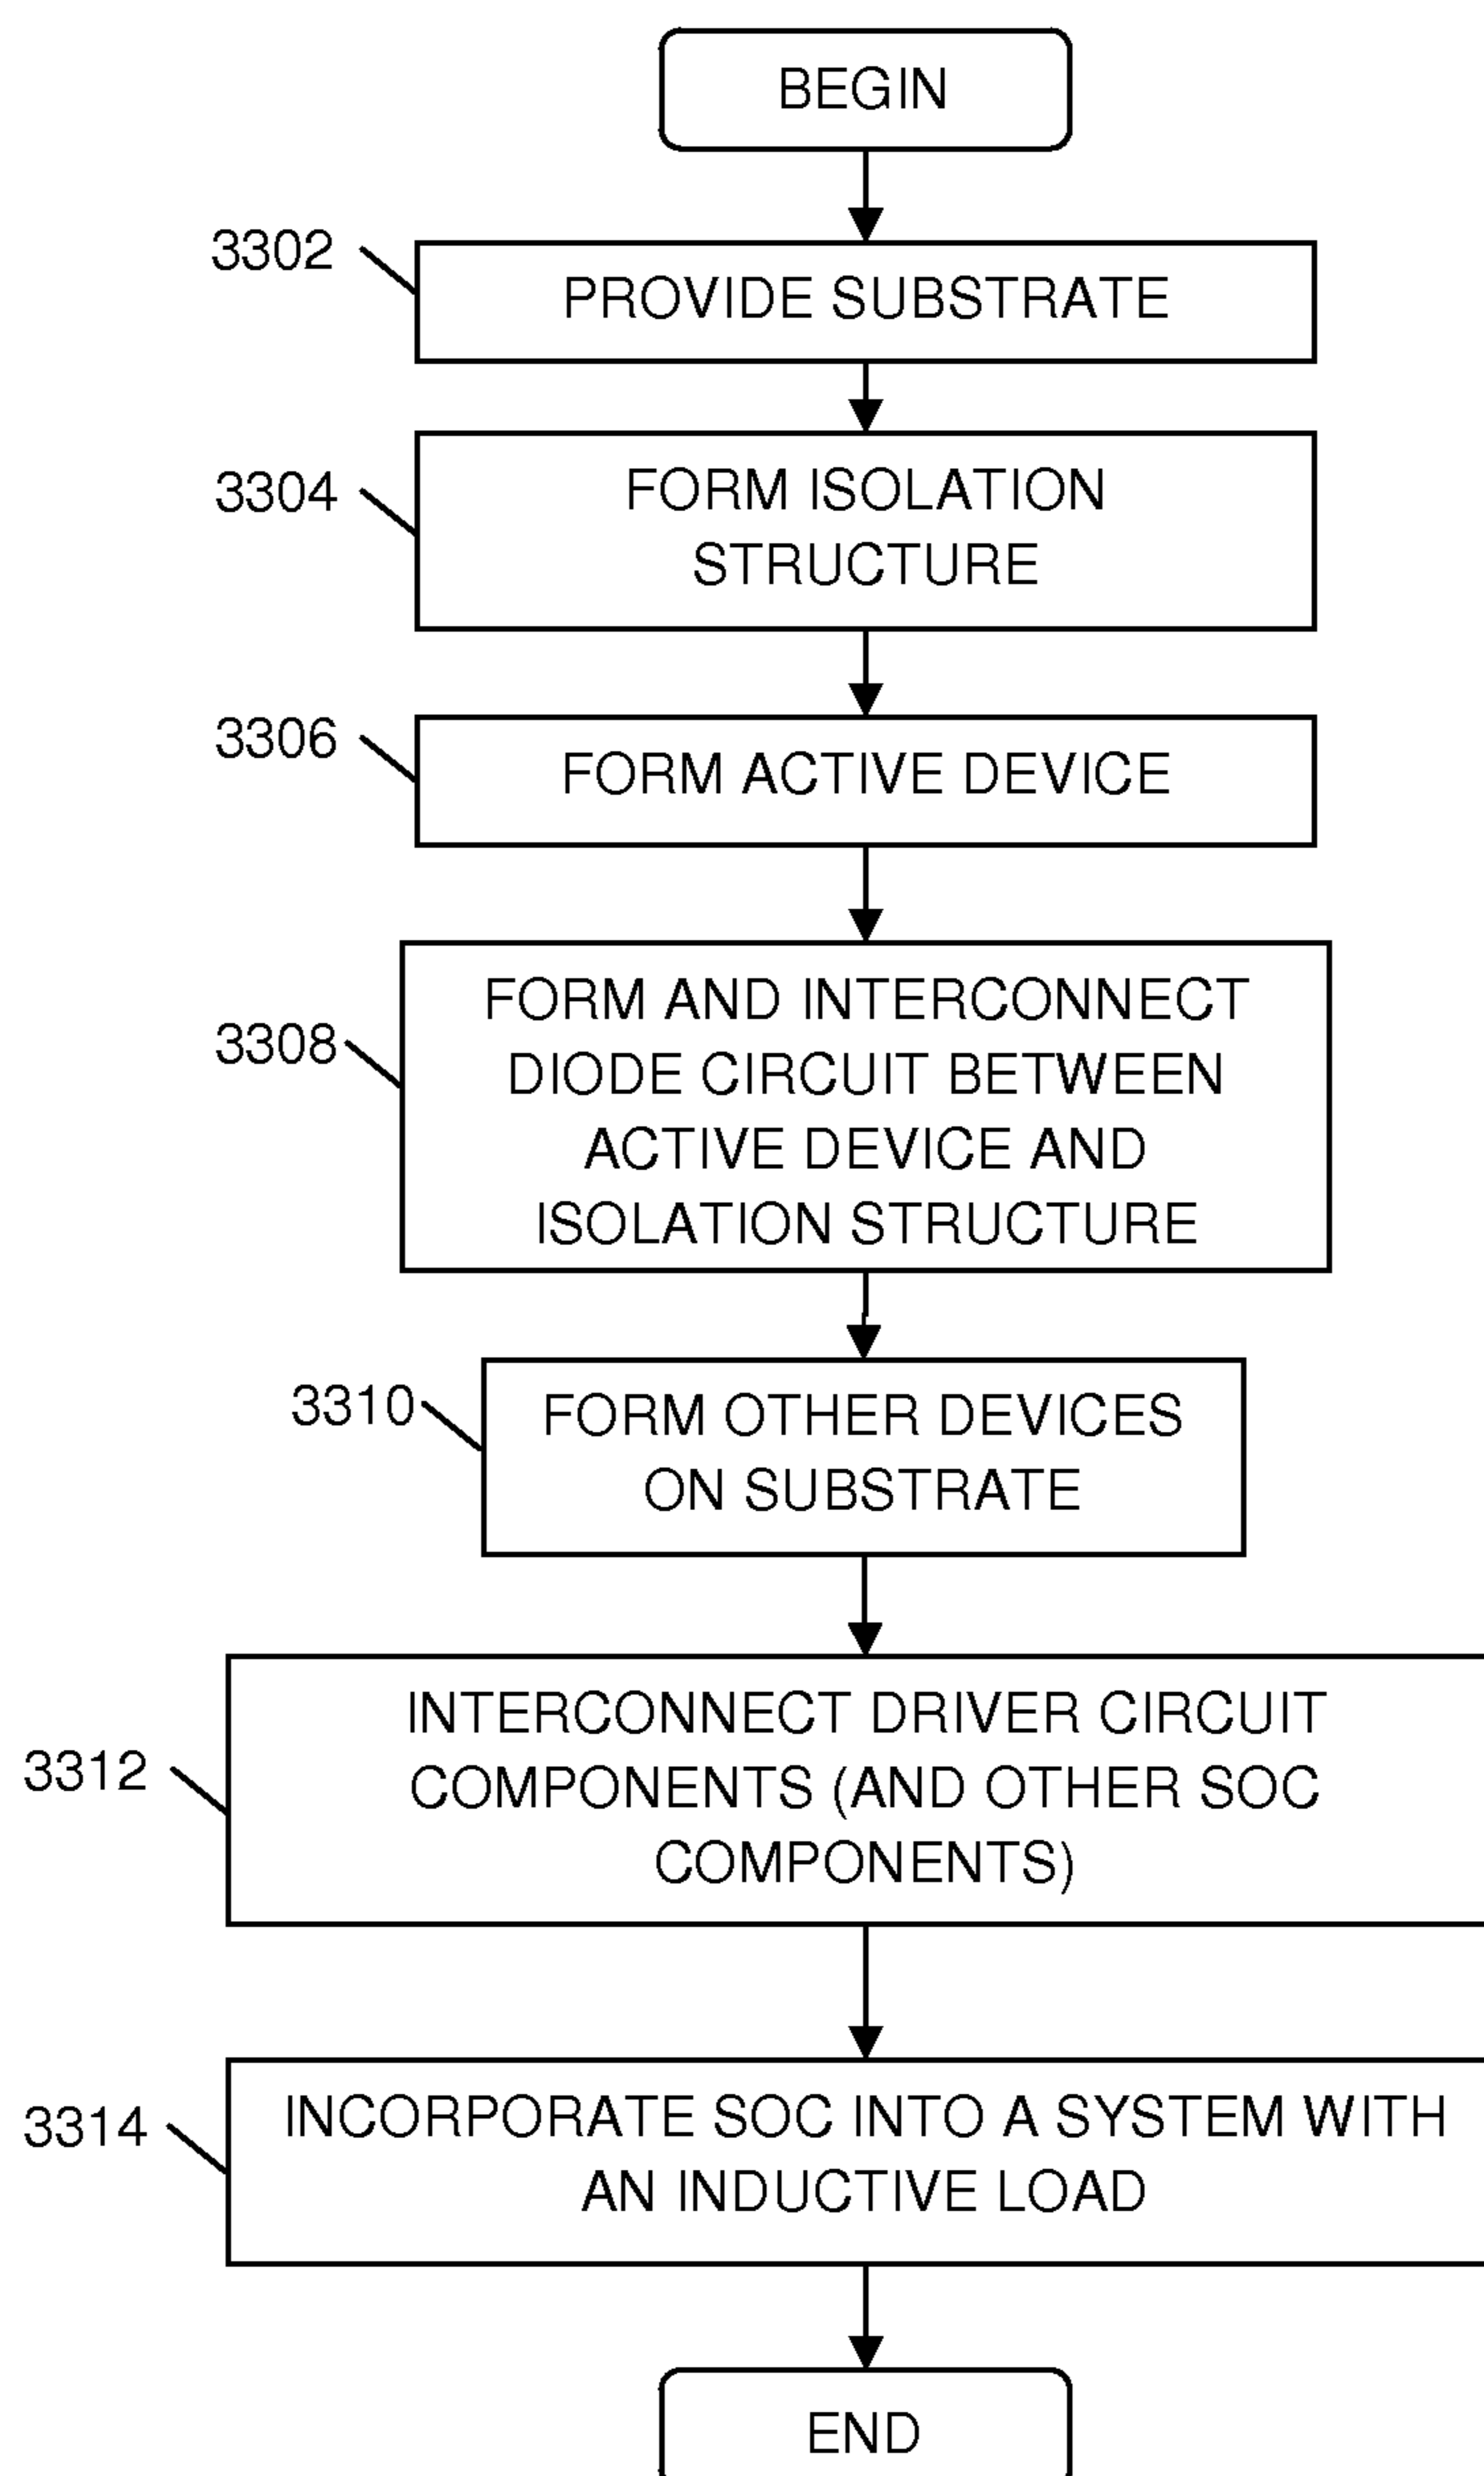 BEGIN
3302
PROVIDE SUBSTRATE
3304
FORM ISOLATION
STRUCTURE
3306
FORM ACTIVE DEVICE
3308
FORM AND INTERCONNECT
DIODE CIRCUIT BETWEEN
ACTIVE DEVICE AND
ISOLATION STRUCTURE
3310
FORM OTHER DEVICES
ON SUBSTRATE
3312
INTERCONNECT DRIVER CIRCUIT
COMPONENTS (AND OTHER SOC
COMPONENTS)
3314
INCORPORATE SOC INTO A SYSTEM WITH
AN INDUCTIVE LOAD
END